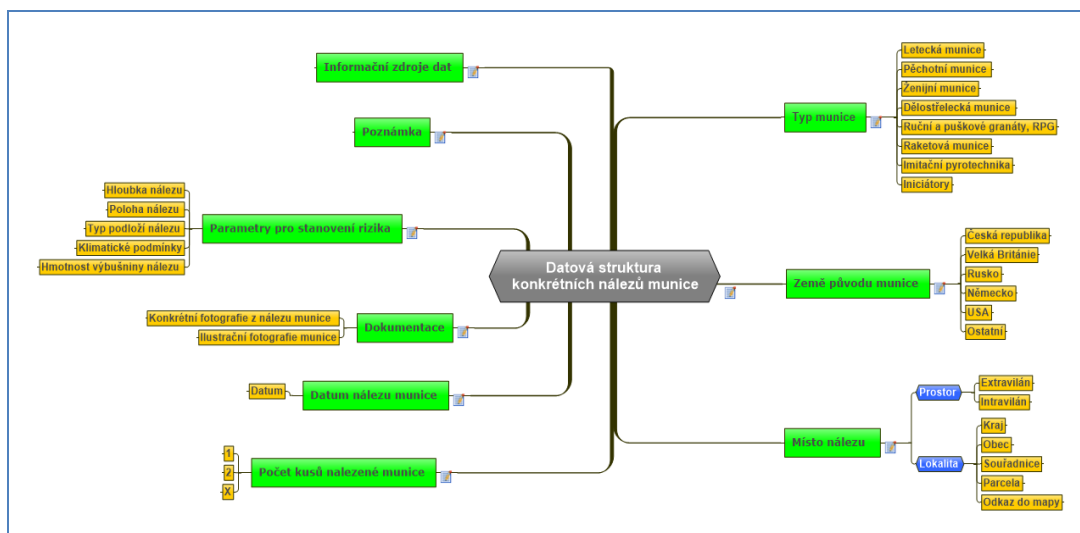 Datová struktura
konkrétních nálezů munice
Informační zdroje dat
Poznámka
Parametry pro stanovení rizika
Hloubka nálezu
Poloha nálezu
Typ podloží nálezu
Klimatické podmínky
Hmotnost výbušniny nálezu
Dokumentace
Konkrétní fotografie z nálezu munice
Ilustrační fotografie munice
Datum nálezu munice
Datum
Počet kusů nalezené munice
1
2
X
Typ munice
Letecká munice
Pěchotní munice
Ženijní munice
Dělostřelecká munice
Ruční a puškové granáty, RPG
Raketová munice
Imitační pyrotechnika
Iniciátory
Země původu munice
Česká republika
Velká Británie
Rusko
Německo
USA
Ostatní
Místo nálezu
Prostor
Extravilán
Intravilán
Lokalita
Kraj
Obec
Souřadnice
Parcela
Odkaz do mapy